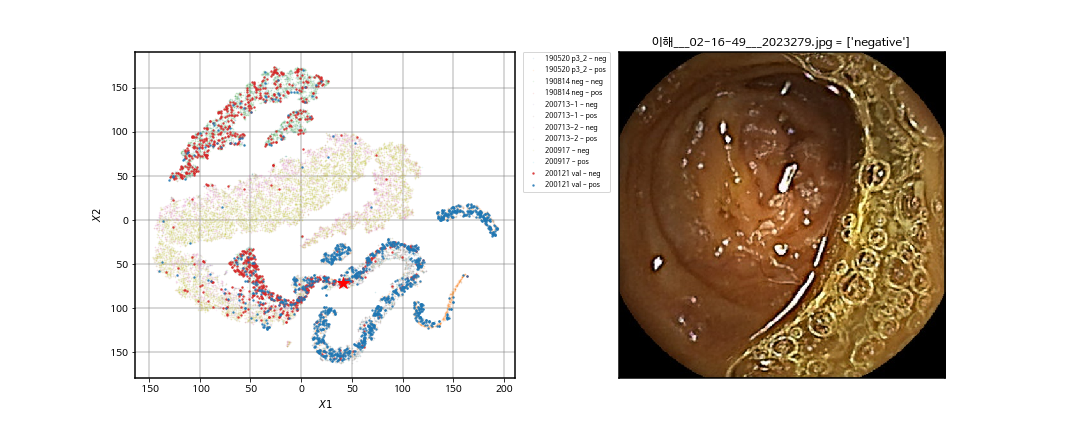 이해___02-16-49___2023279.jpg = ['negative']
190520 p3_2 − neg
190520 p3_2 − pos
190814 neg − neg
190814 neg − pos
200713−1 − neg
200713−1 − pos
200713−2 − neg
200713−2 − pos
200917 − neg
200917 − pos
200121 val − neg
200121 val − pos
150
100
50
0
50
100
150
X2
150 100 50 0 50 100 150 200
X1